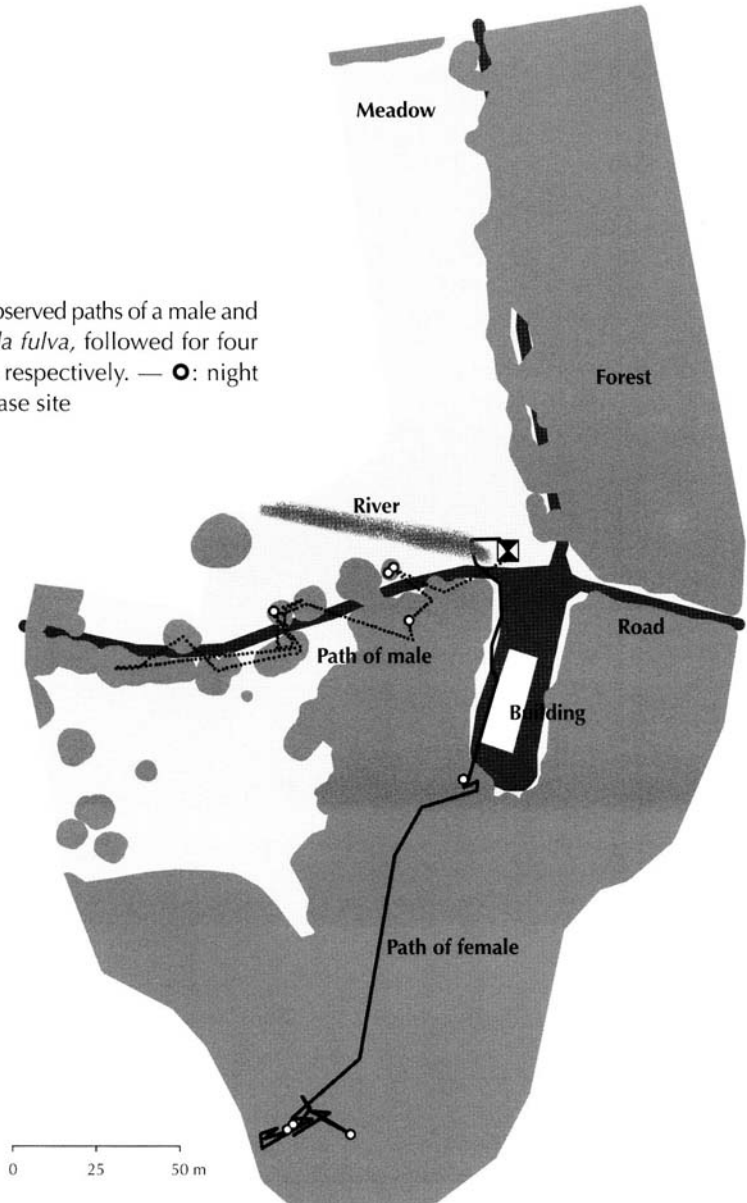 Meadow
oserved paths of a male and
la fulva, followed for four
respectively. — O: night
ase site
Forest
River
Road
Path of male
Building
Path of female
0 25 50 m